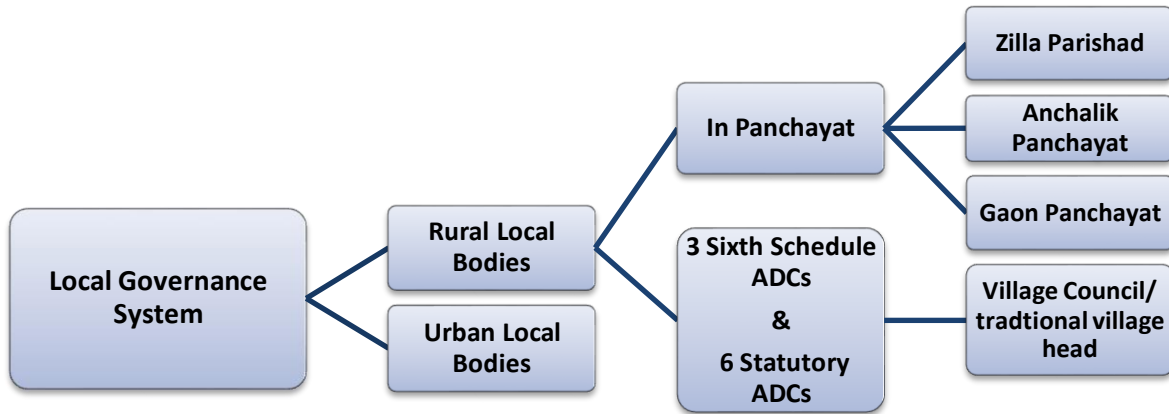 Local Governance
System
Rural Local
Bodies
Urban Local
Bodies
In Panchayat
3 Sixth Schedule
ADCs
&
6 Statutory
ADCs
Zilla Parishad
Anchalik
Panchayat
Gaon Panchayat
Village Council/
tradtional village
head